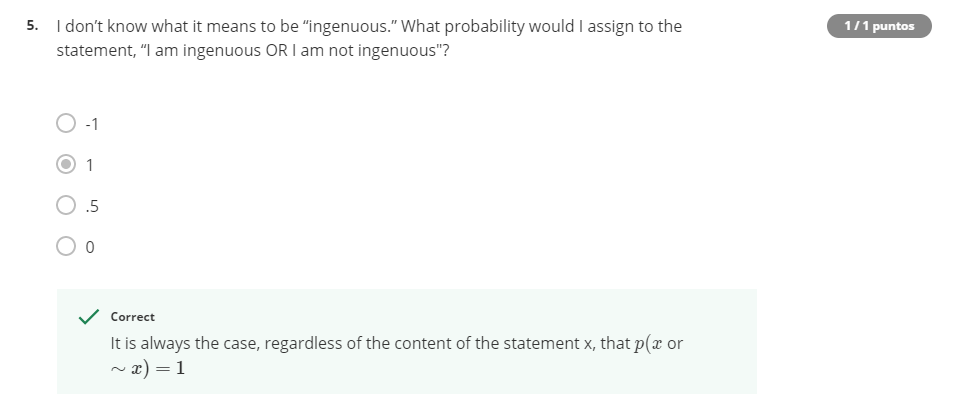 5. I don't know what it means to be “ingenuous.” What probability would I assign to the
statement, “I am ingenuous OR I am not ingenuous"?
1 / 1 puntos
-1
1
.5
0
Correct
It is always the case, regardless of the content of the statement x, that p(x or
∼ x) = 1